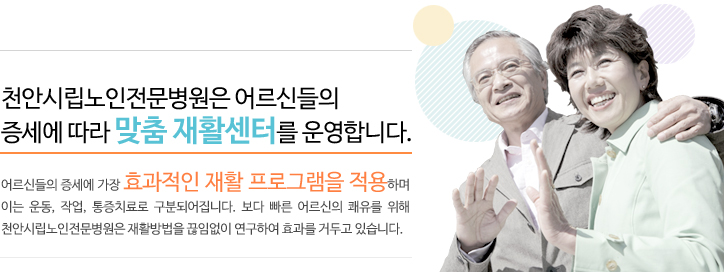 천안시립노인전문병원은 어르신들의
증세에 따라 맞춤 재활센터를 운영합니다.
어르신들의 증세에 가장 효과적인 재활 프로그램을 적용하며
이는 운동, 작업, 통증치료로 구분되어집니다. 보다 빠른 어르신의 쾌유를 위해
천안시립노인전문병원은 재활방법을 끊임없이 연구하여 효과를 거두고 있습니다.